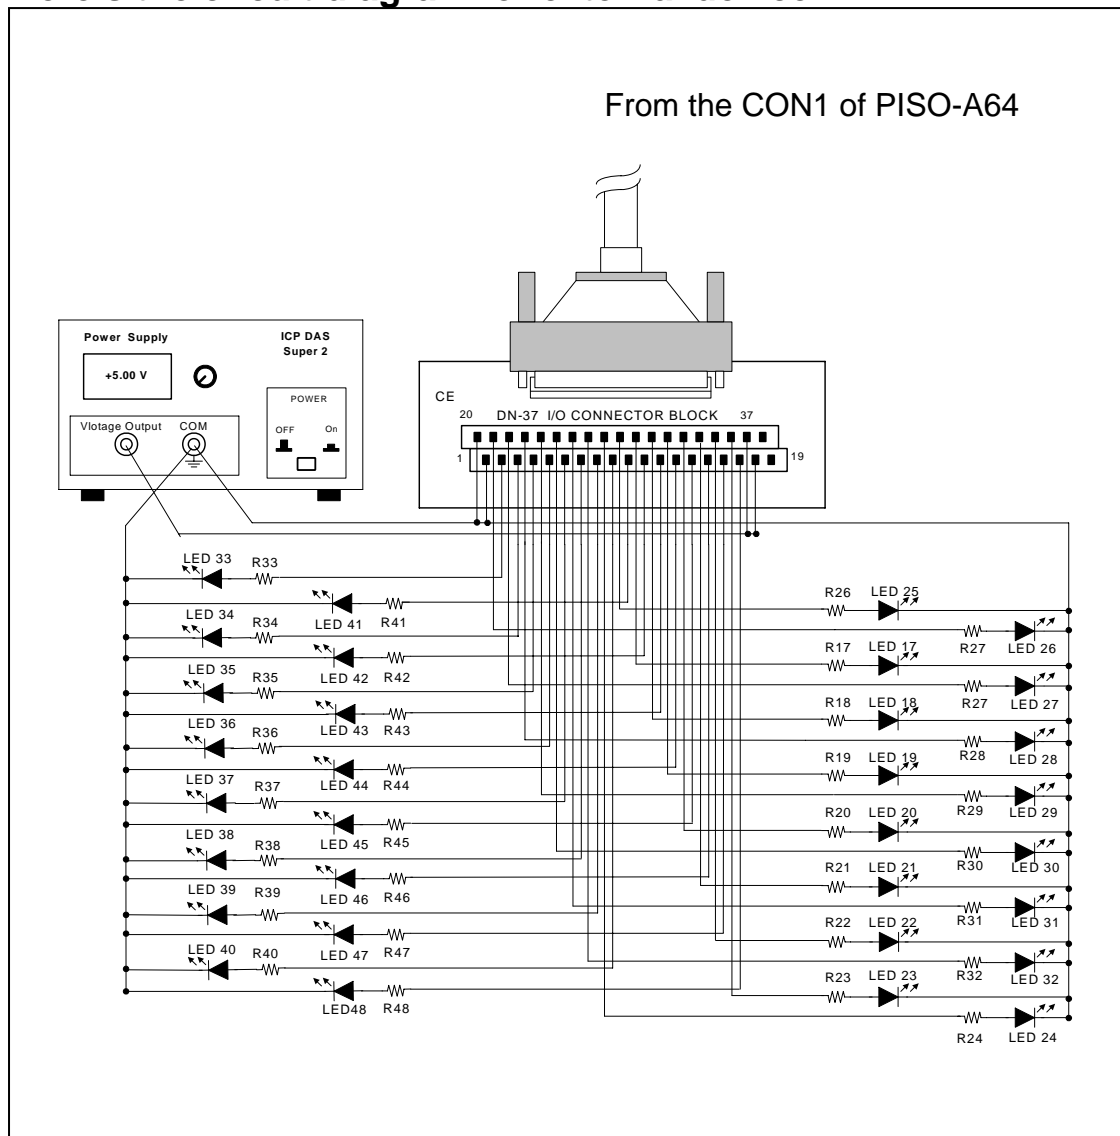 From the CON1 of PISO-A64
Power Supply
ICP DAS
Super 2
+5.00 V
POWER
OFF
On
Vlotage Output
COM
CE
20
DN-37 I/O CONNECTOR BLOCK
37
1
19
LED 33
R33
LED 41
R41
LED 34
R34
LED 42
R42
LED 35
R35
LED 43
R43
LED 36
R36
LED 44
R44
LED 37
R37
LED 45
R45
LED 38
R38
LED 46
R46
LED 39
R39
LED 47
R47
LED 40
R40
LED48
R48
R26
LED 25
R27
LED 26
R17
LED 17
R27
LED 27
R18
LED 18
R28
LED 28
R19
LED 19
R29
LED 29
R20
LED 20
R30
LED 30
R21
LED 21
R31
LED 31
R22
LED 22
R32
LED 32
R23
LED 23
R24
LED 24